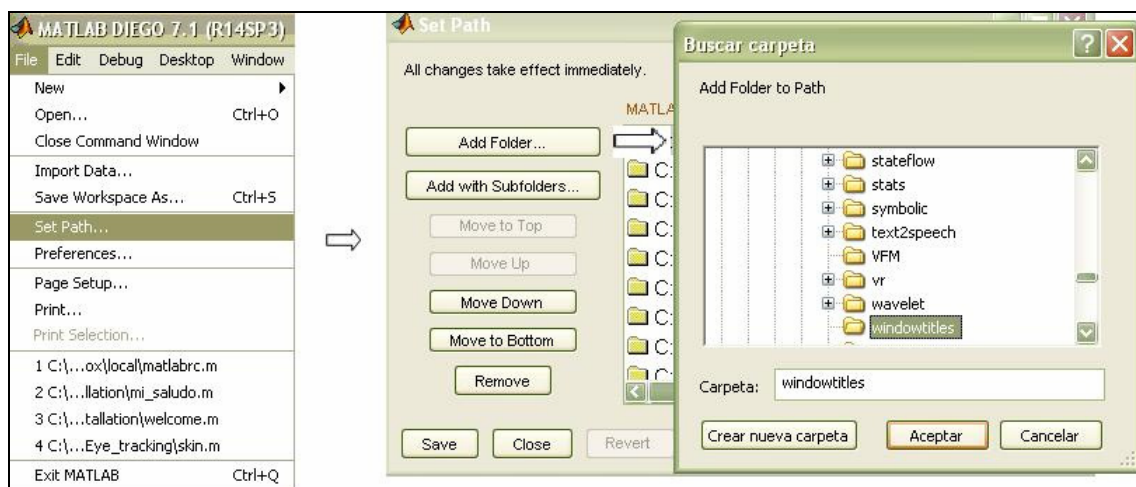 MATLAB DIEGO 7.1 (R14SP3)
File Edit Debug Desktop Window
New
Open... Ctrl+O
Close Command Window
Import Data...
Save Workspace As... Ctrl+S
Set Path...
Preferences...
Page Setup...
Print...
Print Selection...
1 C:\...ox\local\matlabrc.m
2 C:\...llation\mi_saludo.m
3 C:\...tallation\welcome.m
4 C:\...Eye_tracking\skin.m
Exit MATLAB Ctrl+Q
Set Path
All changes take effect immediately.
MATLA
Add Folder...
Add with Subfolders...
Move to Top
Move Up
Move Down
Move to Bottom
Remove
C:
C:
C:
C:
C:
C:
C:
Save Close Revert
Buscar carpeta
Add Folder to Path
stateflow
stats
symbolic
text2speech
VFM
vr
wavelet
windowtitles
Carpeta: windowtitles
Crear nueva carpeta Aceptar Cancelar